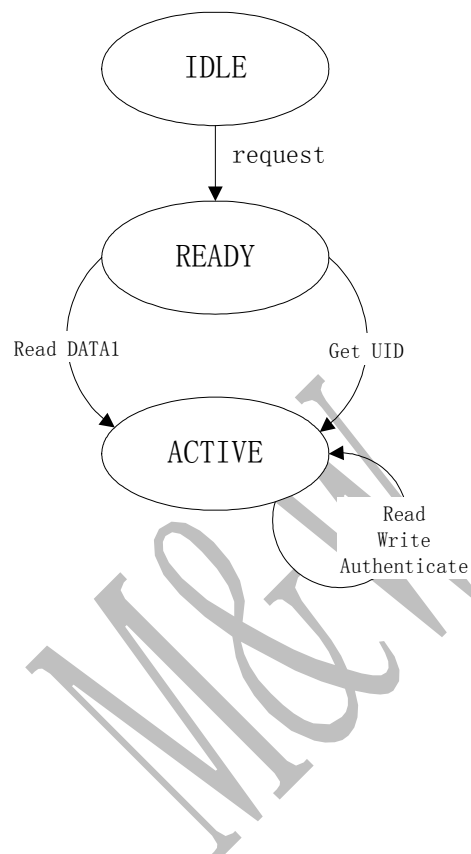 IDLE
request
READY
Read DATA1
Get UID
ACTIVE
Read
Write
Authenticate
M&W